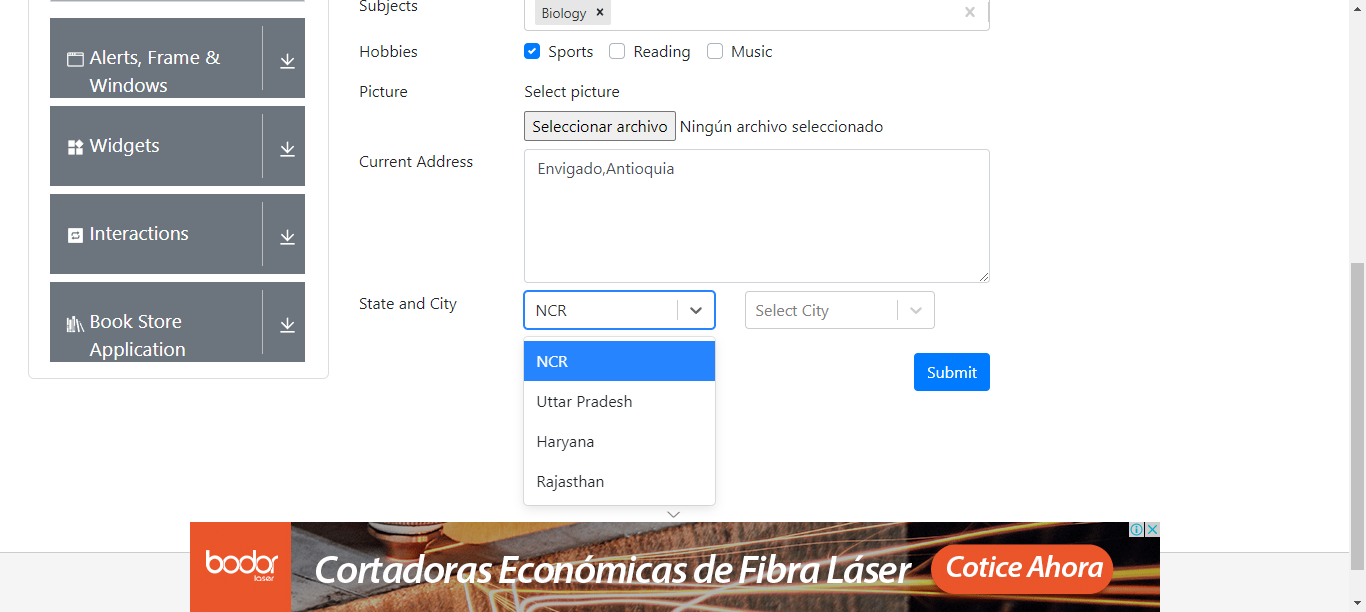 Subjects
Biology ×
Alerts, Frame &
Windows
Hobbies
Sports
Reading
Music
Picture
Select picture
Widgets
Seleccionar archivo
Ningún archivo seleccionado
Current Address
Envigado,Antioquia
Interactions
State and City
NCR
Select City
Book Store
Application
NCR
Submit
Uttar Pradesh
Haryana
Rajasthan
bodor
laser
Cortadoras Económicas de Fibra Láser
Cotice Ahora